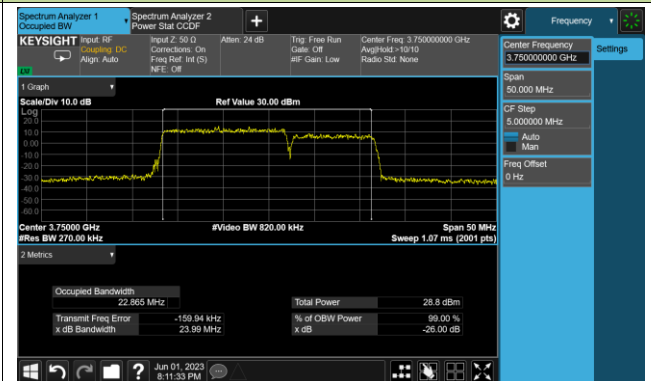 Spectrum Analyzer 1
Occupied BW
Spectrum Analyzer 2
Power Stat CCDF
+
Frequency
KEYSIGHT
Input: RF
Coupling: DC
Align: Auto
Input Z: 50 Ω
Corrections: On
Freq Ref: Int (S)
NFE: Off
Atten: 24 dB
Trig: Free Run
Gate: Off
#IF Gain: Low
Center Freq: 3.750000000 GHz
Avg|Hold:>10/10
Radio Std: None
Center Frequency
3.750000000 GHz
Settings
Span
50.000 MHz
CF Step
5.000000 MHz
Auto
Man
Freq Offset
0 Hz
1 Graph
Scale/Div 10.0 dB
Ref Value 30.00 dBm
Log
20.0
10.0
0.00
-10.0
-20.0
-30.0
-40.0
-50.0
-60.0
Center 3.75000 GHz
#Res BW 270.00 kHz
#Video BW 820.00 kHz
Span 50 MHz
Sweep 1.07 ms (2001 pts)
2 Metrics
Occupied Bandwidth
22.865 MHz
Total Power 28.8 dBm
Transmit Freq Error -159.94 kHz
% of OBW Power 99.00 %
x dB Bandwidth 23.99 MHz
x dB -26.00 dB
?
Jun 01, 2023
8:11:33 PM